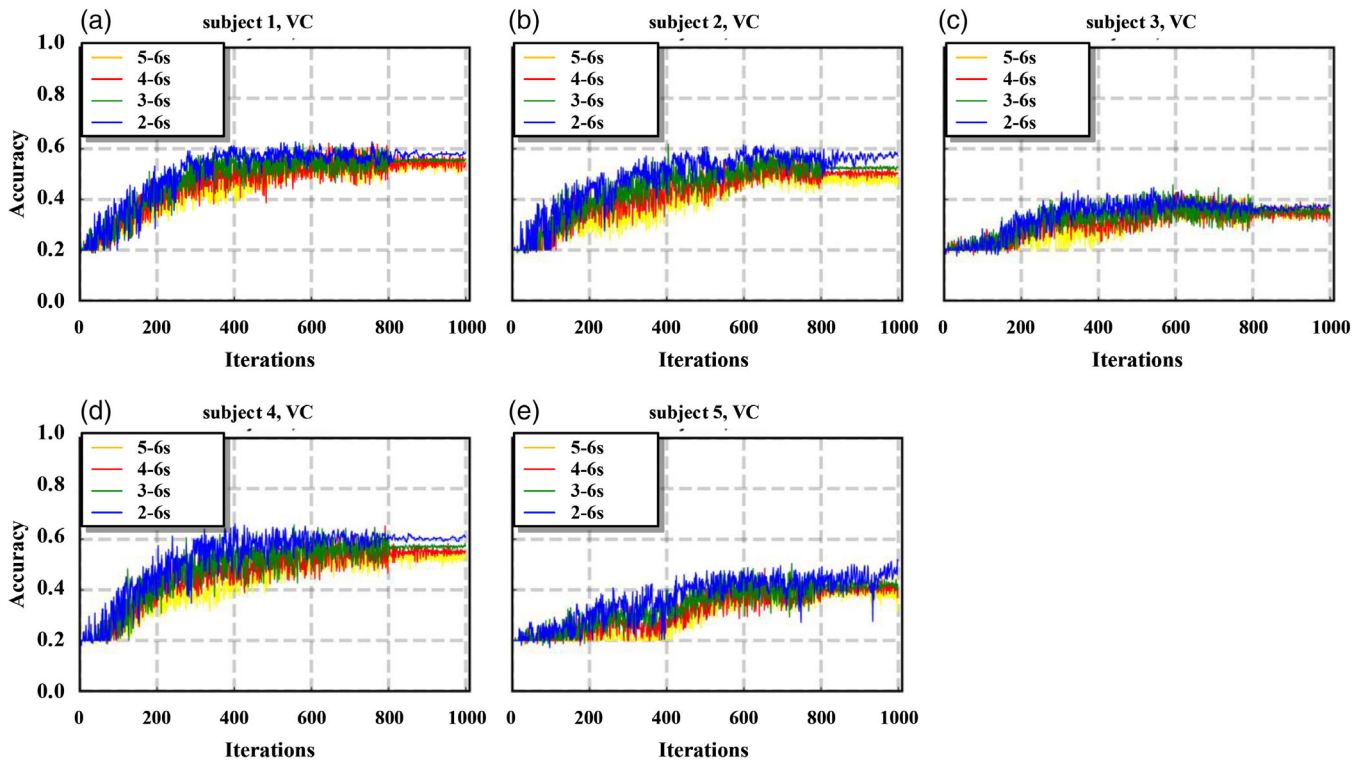 (a) subject 1, VC
1.0
0.8
0.6
0.4
0.2
0.0
Accuracy
5-6s
4-6s
3-6s
2-6s
0 200 400 600 800 1000
Iterations
(b) subject 2, VC
5-6s
4-6s
3-6s
2-6s
0 200 400 600 800 1000
Iterations
(c) subject 3, VC
5-6s
4-6s
3-6s
2-6s
0 200 400 600 800 1000
Iterations
(d) subject 4, VC
1.0
0.8
0.6
0.4
0.2
0.0
Accuracy
5-6s
4-6s
3-6s
2-6s
0 200 400 600 800 1000
Iterations
(e) subject 5, VC
5-6s
4-6s
3-6s
2-6s
0 200 400 600 800 1000
Iterations